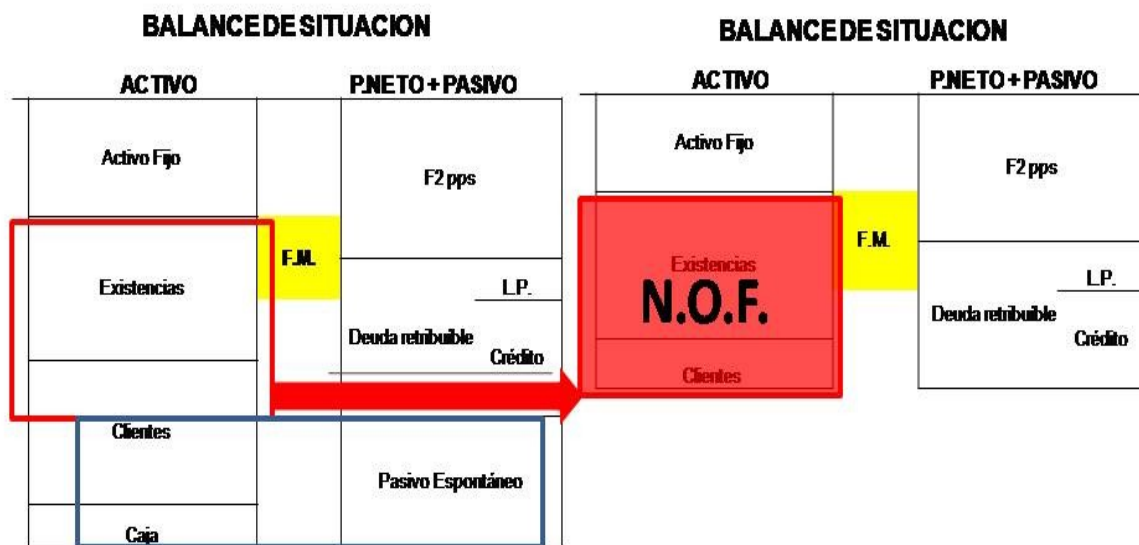 BALANCE DE SITUACION
ACTIVO
P.NETO + PASIVO
Activo Fijo
F2 pps
F.M.
Existencias
L.P.
Deuda retribuible
Crédito
Clientes
Pasivo Espontáneo
Caja
BALANCE DE SITUACION
ACTIVO
P.NETO + PASIVO
Activo Fijo
F2 pps
F.M.
Existencias
N.O.F.
L.P.
Deuda retribuible
Crédito
Clientes